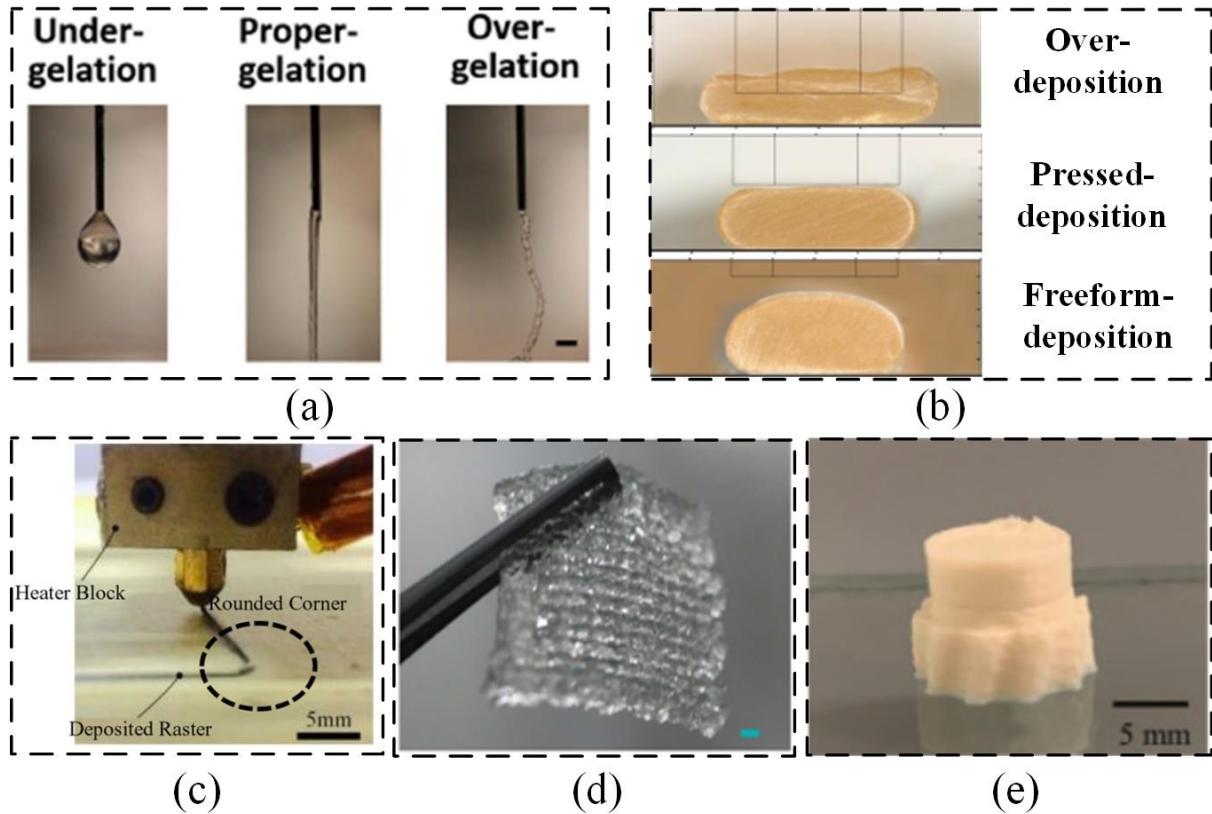 Under-
gelation
Proper-
gelation
Over-
gelation
Over-
deposition
Pressed-
deposition
Freeform-
deposition
(a)
(b)
Heater Block
Rounded Corner
Deposited Raster
5mm
5 mm
(c)
(d)
(e)